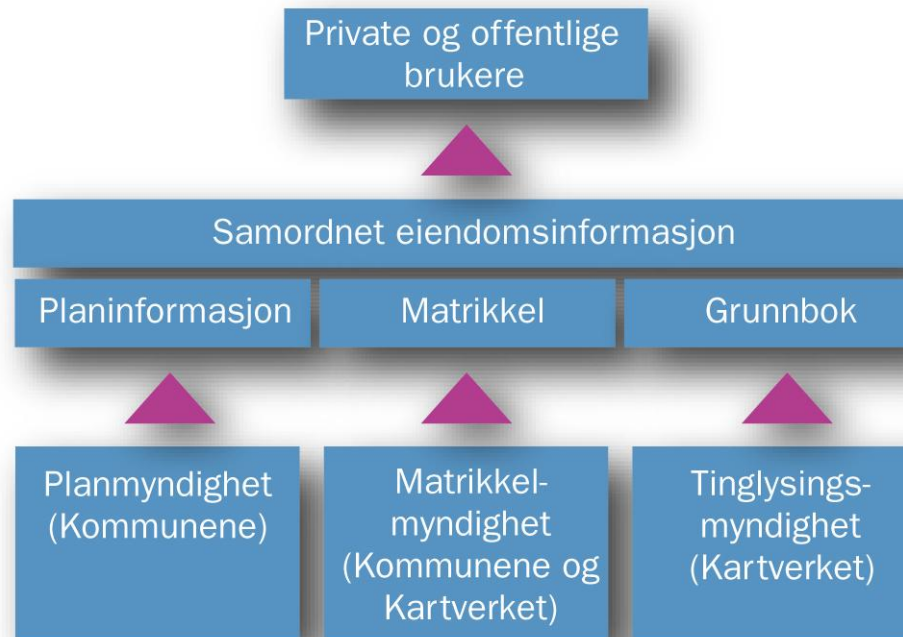 Private og offentlige
brukere
Samordnet eiendomsinformasjon
Planinformasjon
Matrikkel
Grunnbok
Planmyndighet
(Kommunene)
Matrikkel-
myndighet
(Kommunene og
Kartverket)
Tinglysings-
myndighet
(Kartverket)